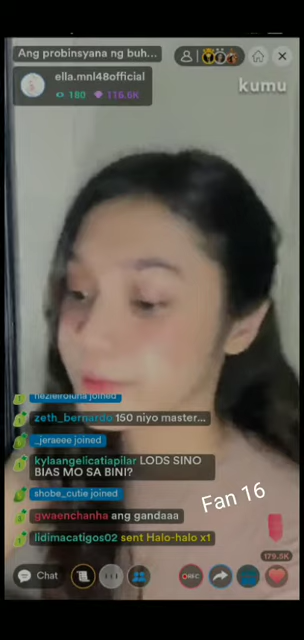 Ang probinsyana ng buh...
ella.mnl48official
180 116.6K
kumu
nezielroluna joined
zeth_bernardo 150 niyo master...
_jeraeee joined
kylaangelicatiapilar LODS SINO
BIAS MO SA BINI?
shobe_cutie joined
Fan 16
gwaenchanha ang gandaaa
lidimacatigos02 sent Halo-halo x1
179.5K
Chat